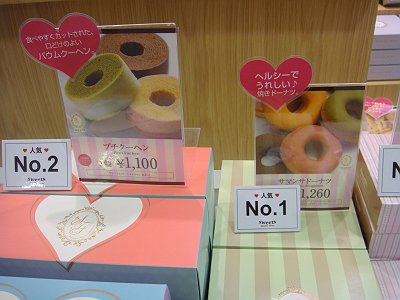 食べやすくカットされた、
口どけのよい
バウムクーヘン。
プチクーヘン
¥1,100
♥人気♥
No.2
Sweets
ヘルシーで
うれしい♪
焼きドーナツ。
サマンサドーナツ
1,260
♥人気♥
No.1
Sweets